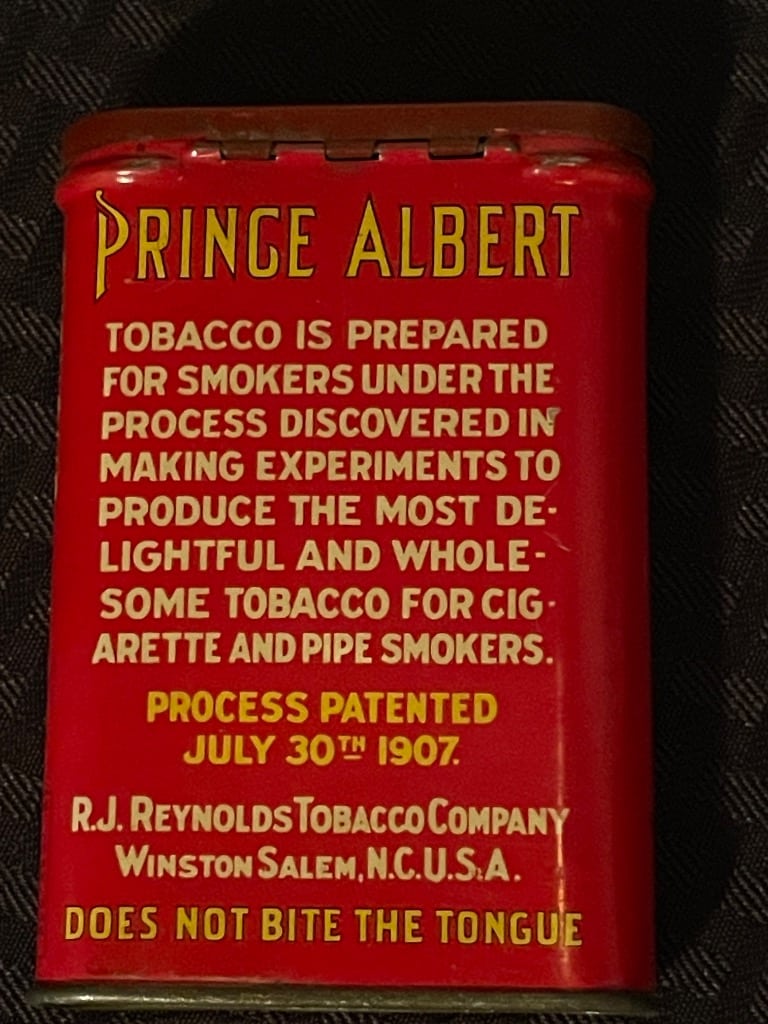 PRINCE ALBERT
TOBACCO IS PREPARED
FOR SMOKERS UNDER THE
PROCESS DISCOVERED IN
MAKING EXPERIMENTS TO
PRODUCE THE MOST DE-
LIGHTFUL AND WHOLE-
SOME TOBACCO FOR CIG-
ARETTE AND PIPE SMOKERS.
PROCESS PATENTED
JULY 30TH 1907.
R.J. REYNOLDS TOBACCO COMPANY
WINSTON SALEM, N.C. U.S.A.
DOES NOT BITE THE TONGUE